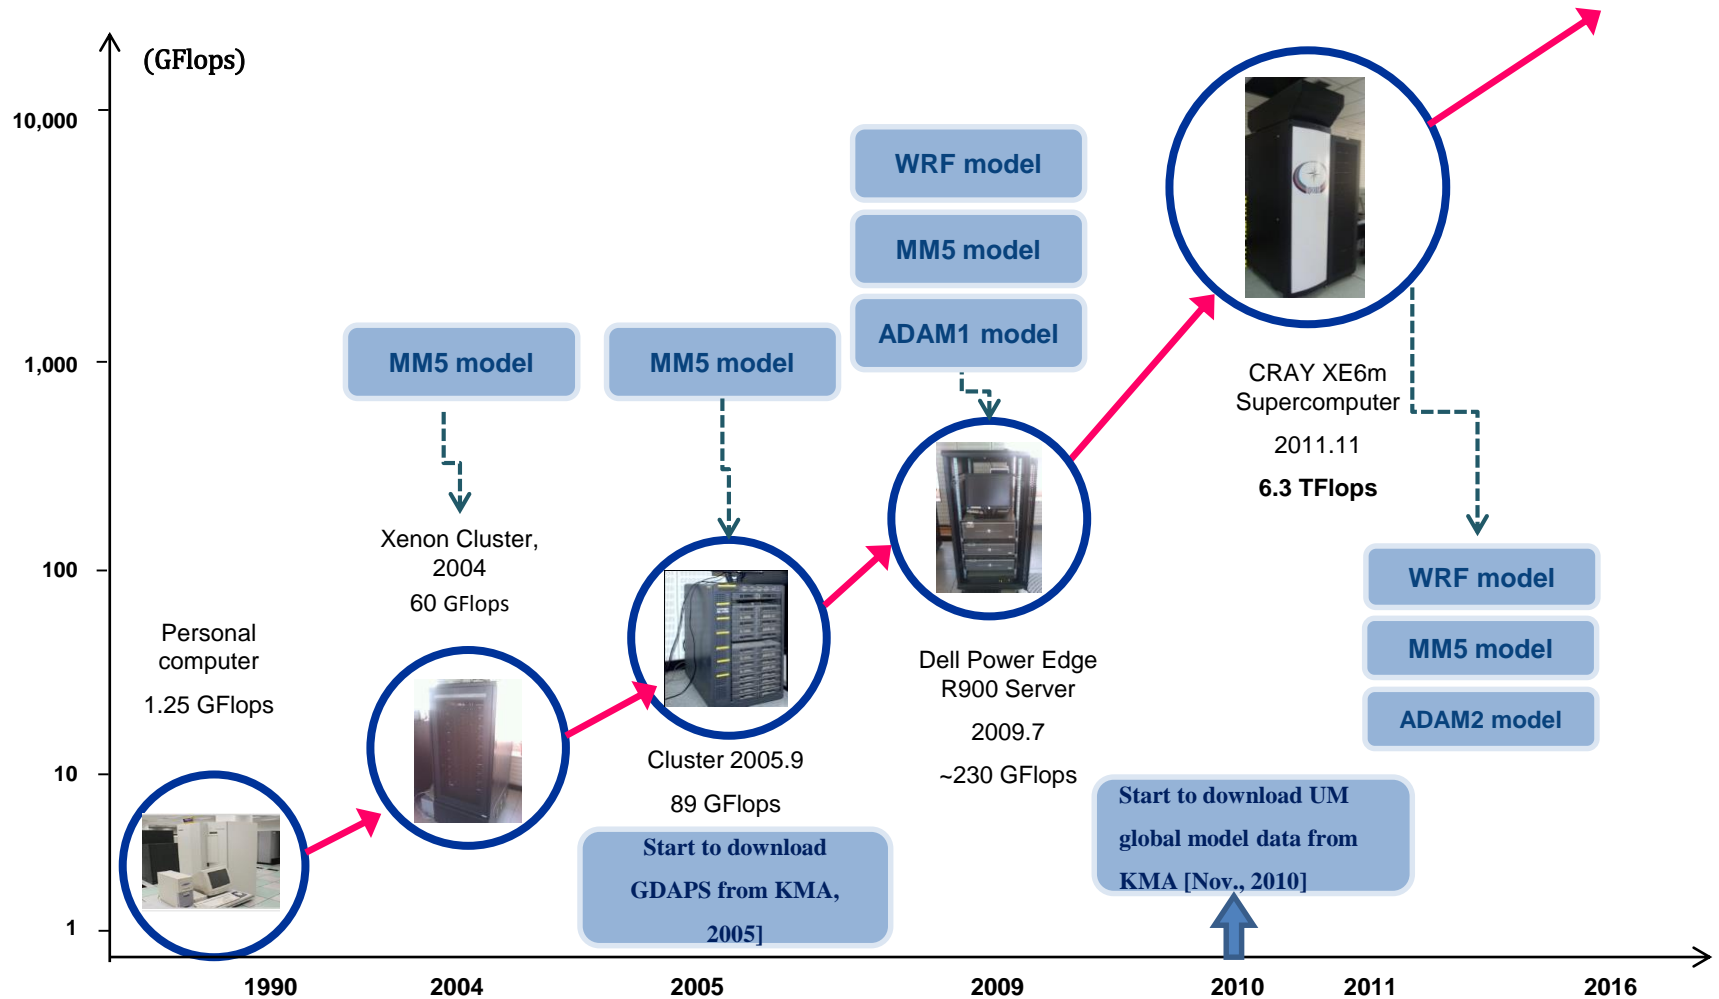 (GFlops)
10,000
1,000
100
10
1
Personal
computer
1.25 GFlops
MM5 model
Xenon Cluster,
2004
60 GFlops
MM5 model
Cluster 2005.9
89 GFlops
Start to download
GDAPS from KMA,
2005]
WRF model
MM5 model
ADAM1 model
Dell Power Edge
R900 Server
2009.7
~230 GFlops
CRAY XE6m
Supercomputer
2011.11
6.3 TFlops
WRF model
MM5 model
ADAM2 model
Start to download UM
global model data from
KMA [Nov., 2010]
1990
2004
2005
2009
2010
2011
2016